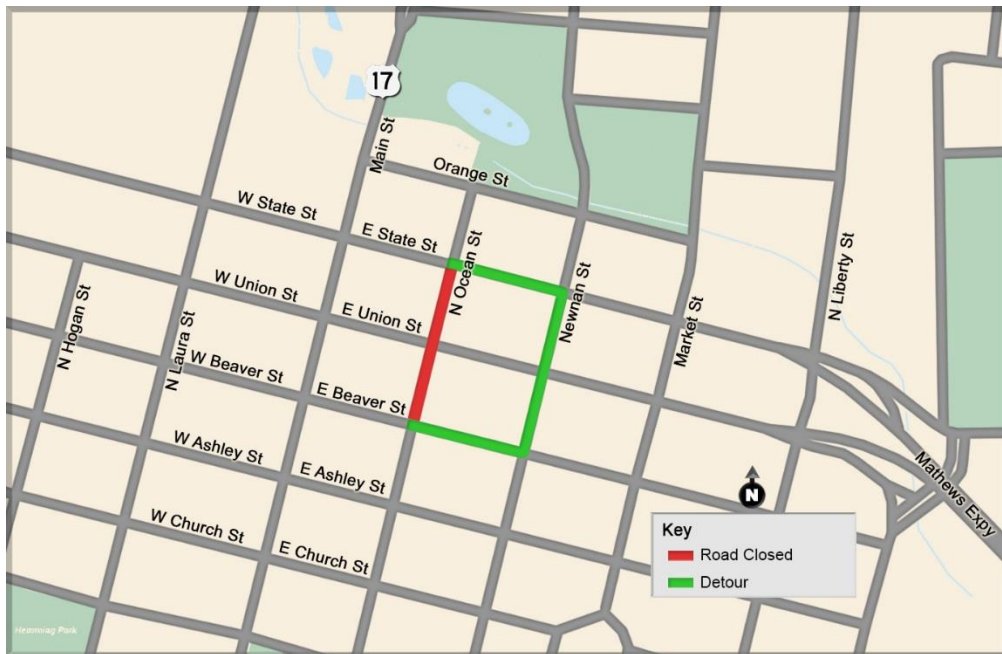 17
Main St
Orange St
W State St
E State St
N Ocean St
Newnan St
Market St
N Liberty St
N Hogan St
W Union St
E Union St
N Laura St
W Beaver St
E Beaver St
W Ashley St
E Ashley St
W Church St
E Church St
Mathews Expy
N
Key
Road Closed
Detour
Hemming Park